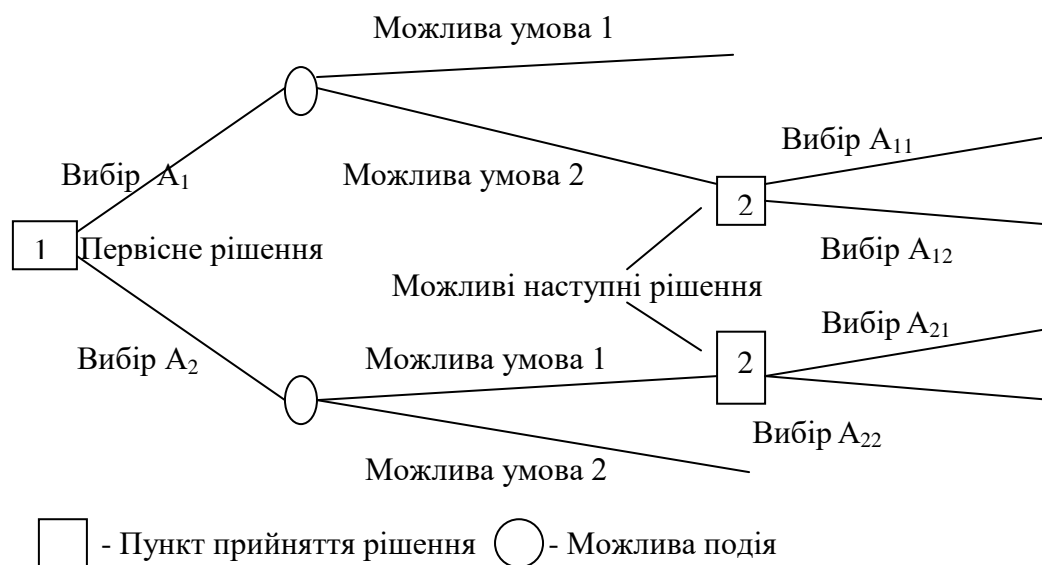 Можлива умова 1
Вибір A₁₁
Вибір A₁
Можлива умова 2
2
1
Первісне рішення
Вибір A₁₂
Можливі наступні рішення
Вибір A₂₁
Вибір A₂
Можлива умова 1
2
Вибір A₂₂
Можлива умова 2
- Пункт прийняття рішення
- Можлива подія